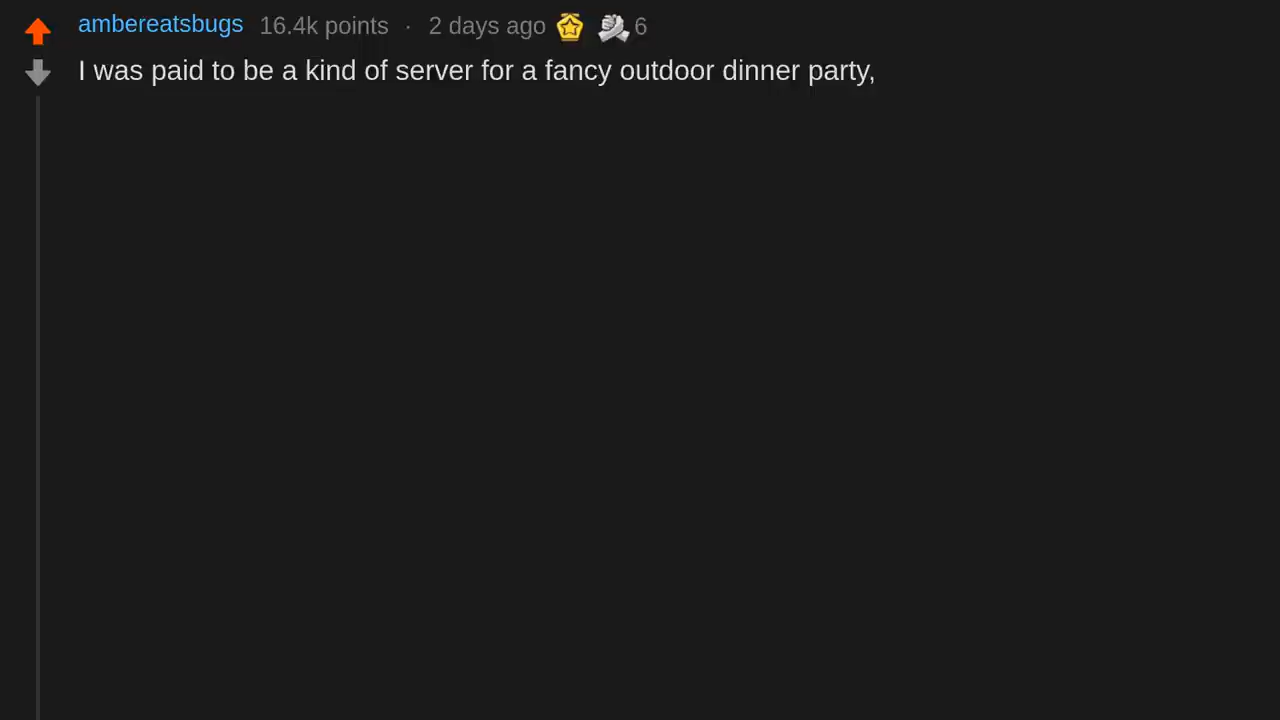 ambereatsbugs 16.4k points · 2 days ago 6
I was paid to be a kind of server for a fancy outdoor dinner party,